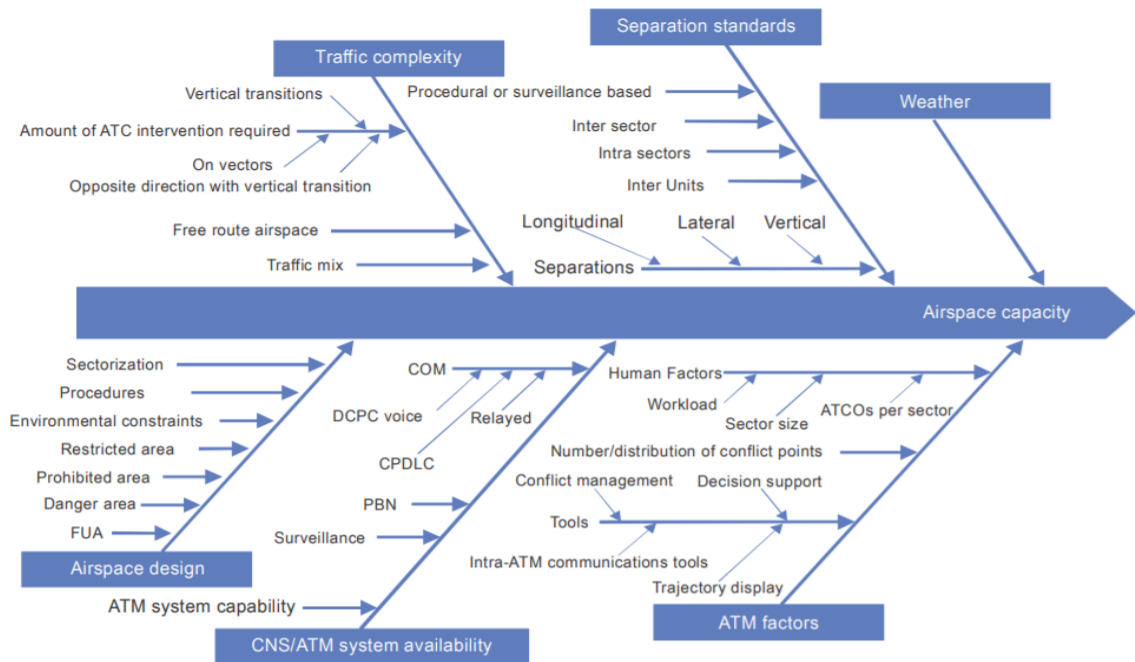 Separation standards
Traffic complexity
Vertical transitions
Procedural or surveillance based
Weather
Amount of ATC intervention required
Inter sector
On vectors
Intra sectors
Opposite direction with vertical transition
Inter Units
Longitudinal
Lateral
Vertical
Free route airspace
Traffic mix
Separations
Airspace capacity
Sectorization
COM
Human Factors
Procedures
Workload
ATCOs per sector
DCPC voice
Relayed
Sector size
Environmental constraints
Restricted area
Number/distribution of conflict points
CPDLC
Prohibited area
Conflict management
Decision support
Danger area
PBN
Tools
FUA
Surveillance
Intra-ATM communications tools
Airspace design
Trajectory display
ATM system capability
ATM factors
CNS/ATM system availability